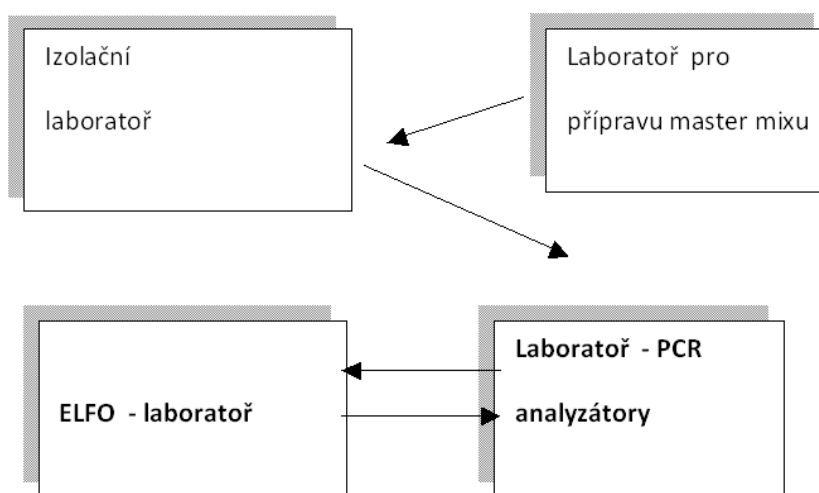 Izolační
laboratoř
Laboratoř pro
přípravu master mixu
ELFO - laboratoř
Laboratoř - PCR
analyzátory